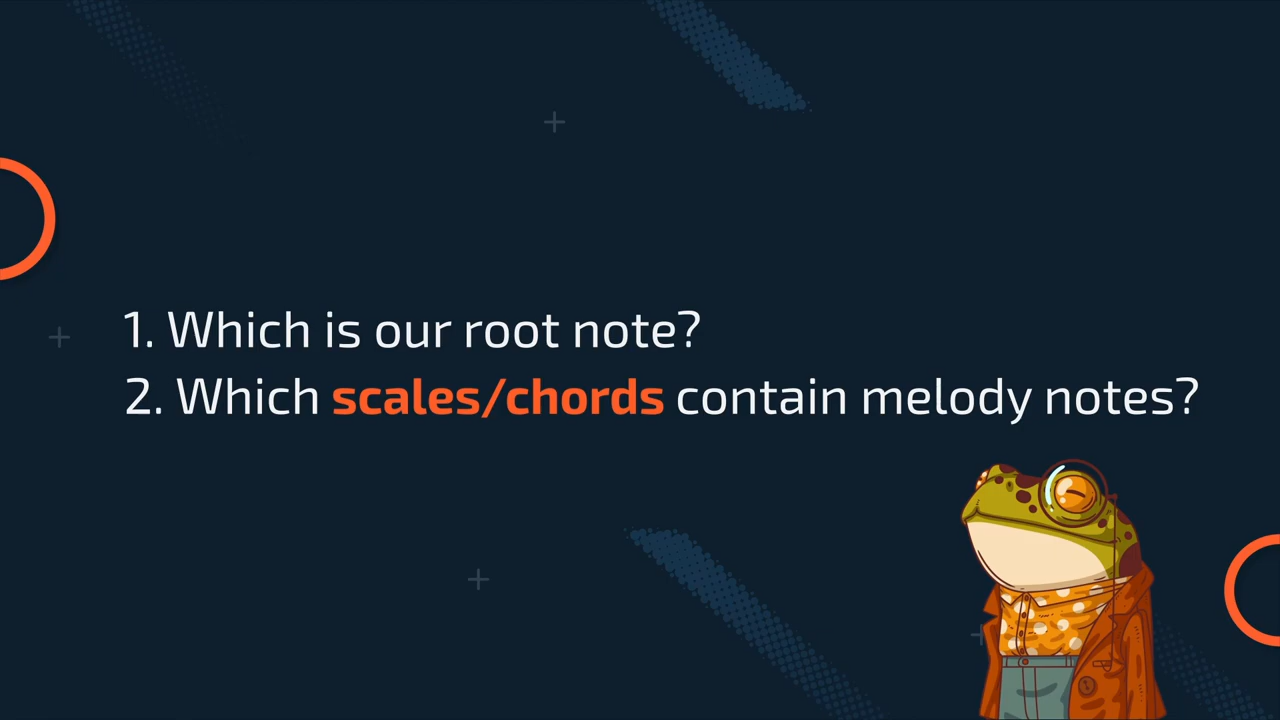 1. Which is our root note?
2. Which scales/chords contain melody notes?